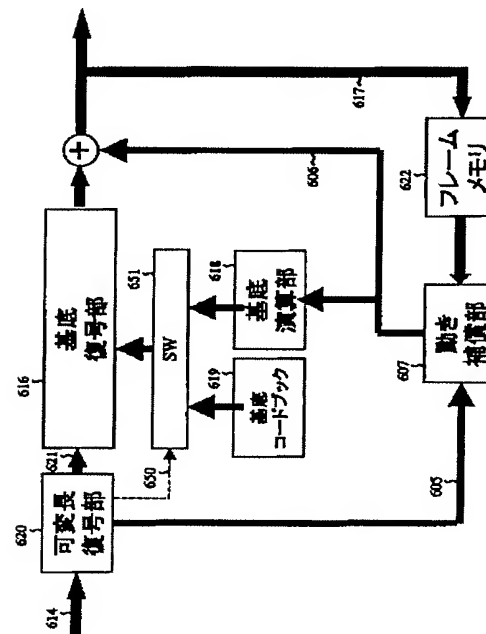 614
620
可変長
復号部
621
616
基底
復号部
+
650
651
SW
619
基底
コードブック
618
基底
演算部
606
617
605
607
動き
補償部
622
フレーム
メモリ